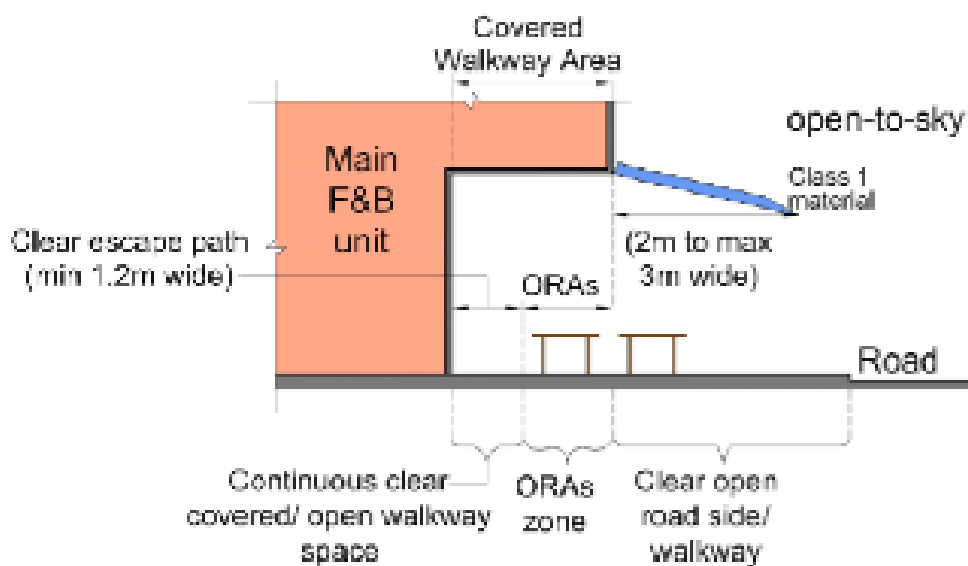 Covered
Walkway Area
open-to-sky
Main
F&B
unit
Class 1
material
Clear escape path
(min 1.2m wide)
(2m to max
3m wide)
ORAs
Road
Continuous clear
covered/ open walkway
space
ORAs
zone
Clear open
road side/
walkway